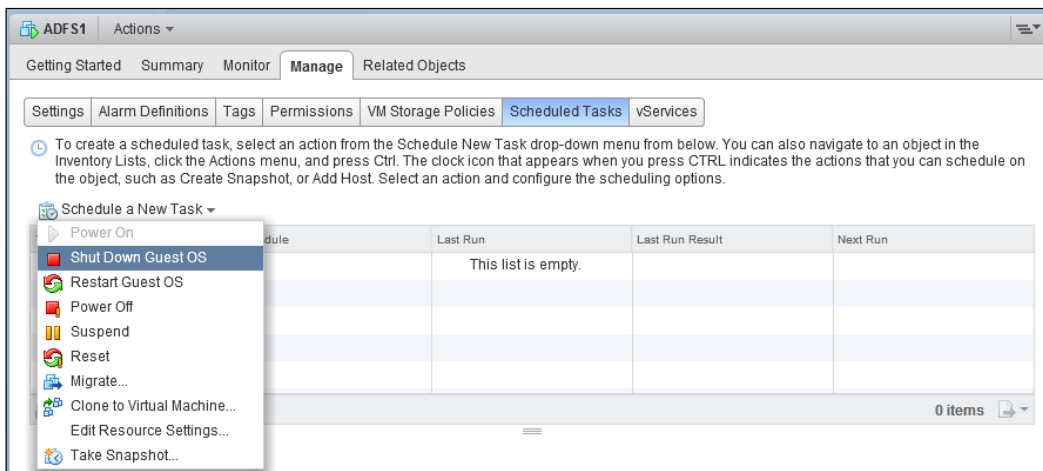 ADFS1 Actions
Getting Started Summary Monitor Manage Related Objects
Settings Alarm Definitions Tags Permissions VM Storage Policies Scheduled Tasks vServices
To create a scheduled task, select an action from the Schedule New Task drop-down menu from below. You can also navigate to an object in the
Inventory Lists, click the Actions menu, and press Ctrl. The clock icon that appears when you press CTRL indicates the actions that you can schedule on
the object, such as Create Snapshot, or Add Host. Select an action and configure the scheduling options.
Schedule a New Task
dule Last Run Last Run Result Next Run
This list is empty.
Power On
Shut Down Guest OS
Restart Guest OS
Power Off
Suspend
Reset
Migrate...
Clone to Virtual Machine...
Edit Resource Settings...
Take Snapshot...
0 items